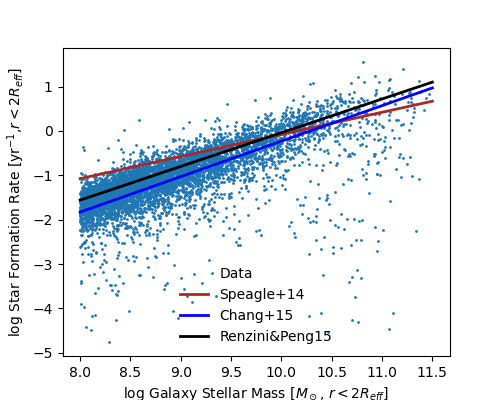 1
0
−1
−2
−3
−4
−5
log Star Formation Rate [yr⁻¹, r < 2R_eff]
Data
Speagle+14
Chang+15
Renzini&Peng15
8.0 8.5 9.0 9.5 10.0 10.5 11.0 11.5
log Galaxy Stellar Mass [M_⊙, r < 2R_eff]